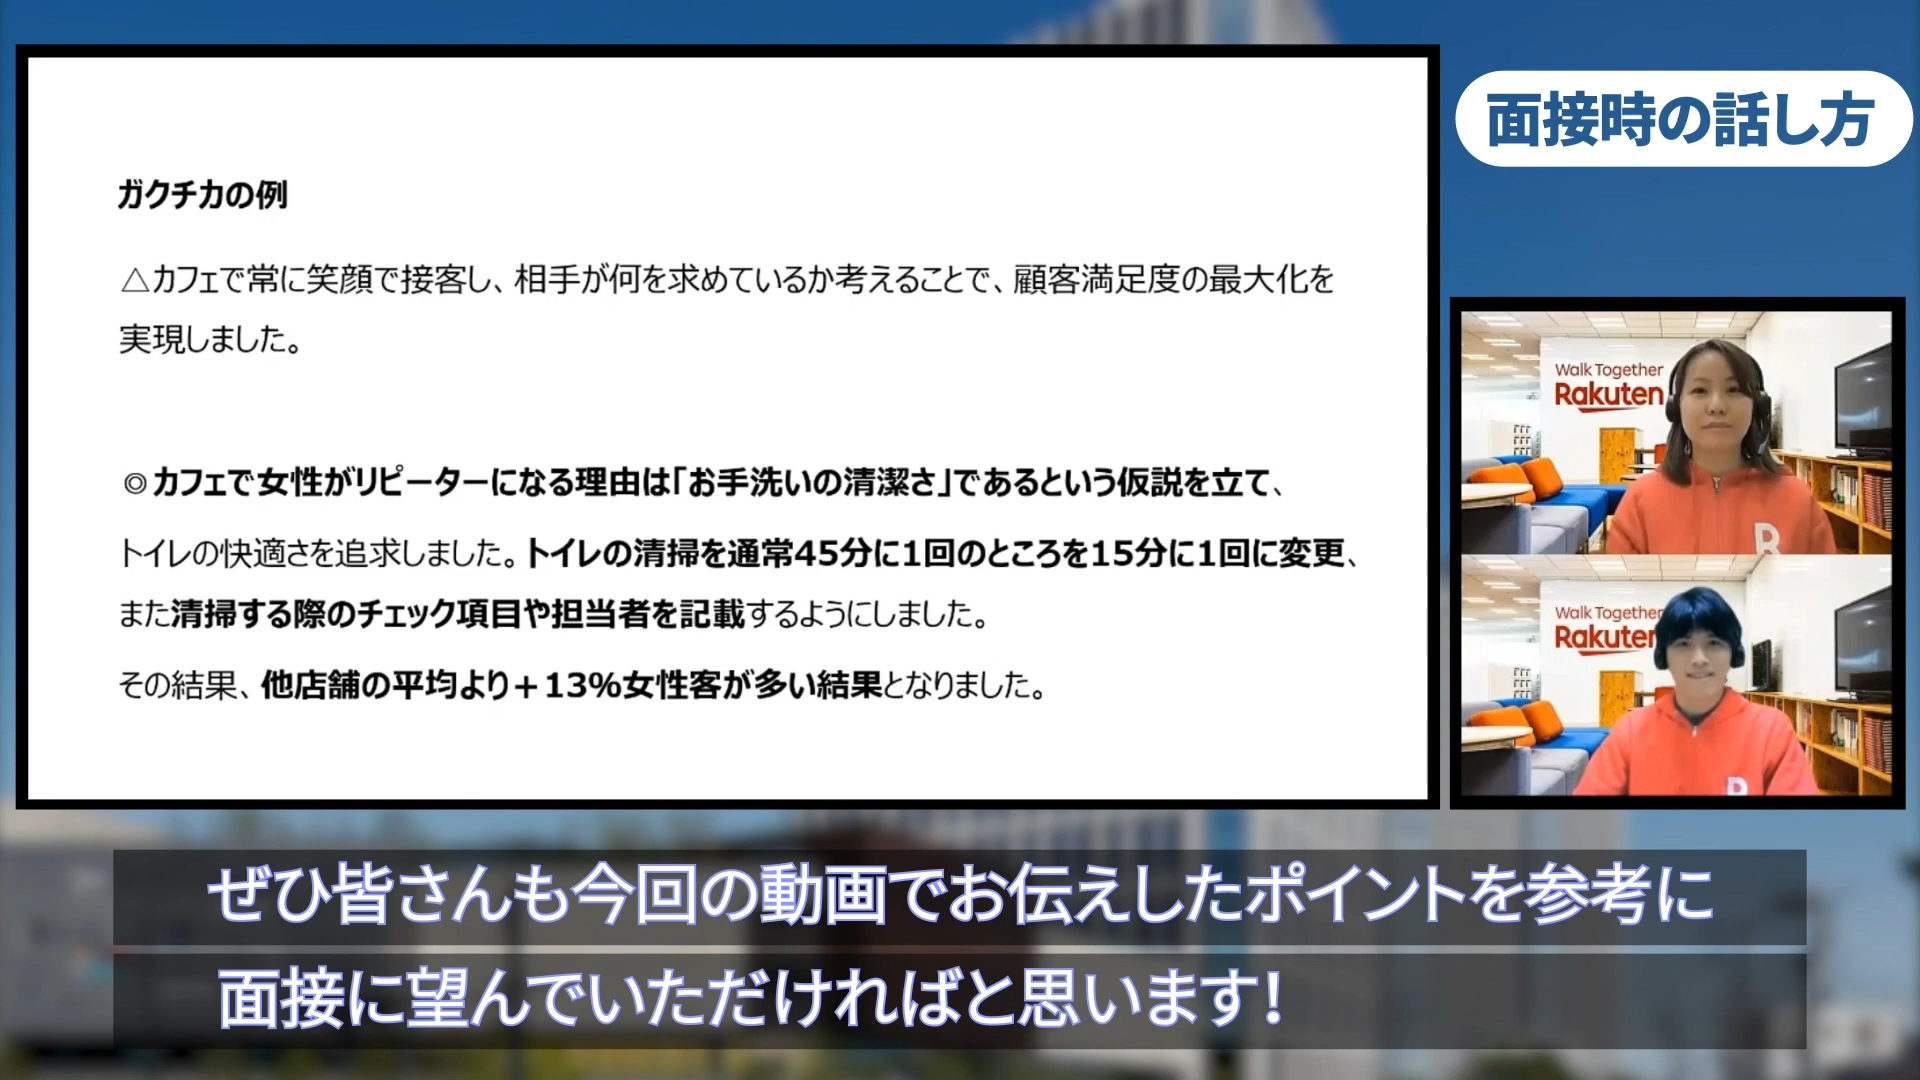 面接時の話し方
ガクチカの例
△カフェで常に笑顔で接客し、相手が何を求めているか考えることで、顧客満足度の最大化を
実現しました。
◎カフェで女性がリピーターになる理由は「お手洗いの清潔さ」であるという仮説を立て、
トイレの快適さを追求しました。トイレの清掃を通常45分に1回のところを15分に1回に変更、
また清掃する際のチェック項目や担当者を記載するようにしました。
その結果、他店舗の平均より＋13%女性客が多い結果となりました。
Walk Together
Rakuten
R
Walk Together
Rakuten
R
ぜひ皆さんも今回の動画でお伝えしたポイントを参考に
面接に望んでいただければと思います！